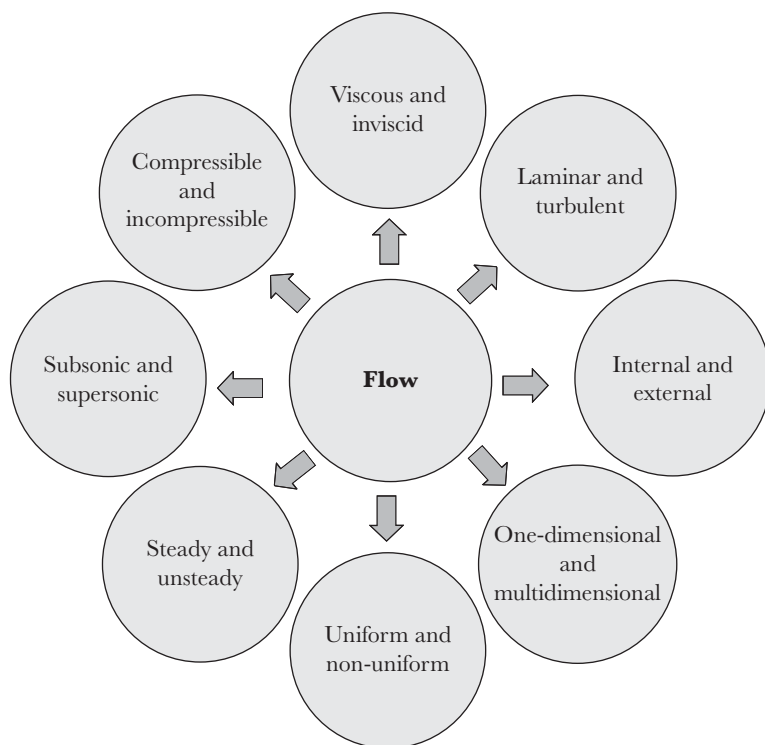 Viscous and
inviscid
Laminar and
turbulent
Internal and
external
One-dimensional
and
multidimensional
Uniform and
non-uniform
Steady and
unsteady
Subsonic and
supersonic
Compressible
and
incompressible
Flow